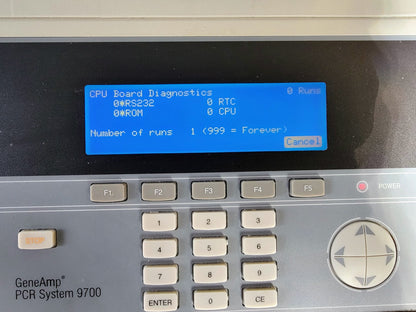 CPU Board Diagnostics 0 Runs
0*RS232 0 RTC
0*ROM 0 CPU
Number of runs 1 (999 = Forever)
Cancel
F1 F2 F3 F4 F5 POWER
1 2 3
STOP
4 5 6
7 8 9
ENTER 0 CE
GeneAmp®
PCR System 9700